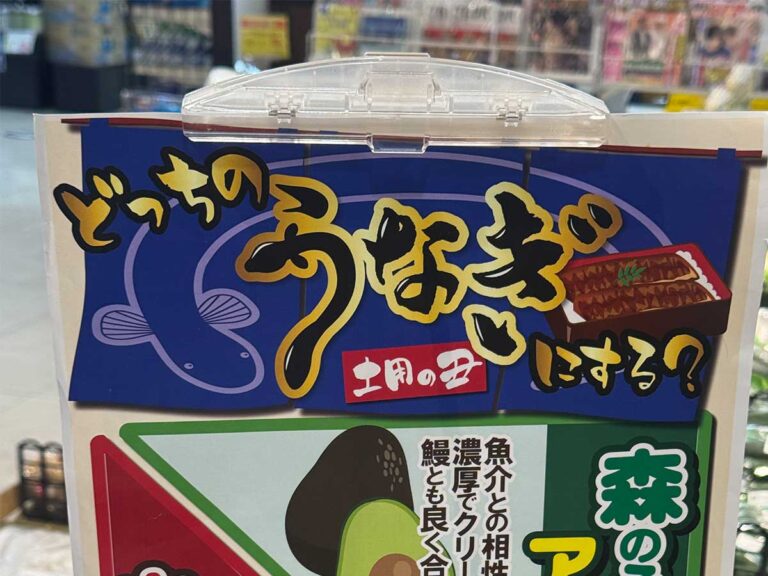 どっちの
うなぎ
にする?
土用の丑
森の
ア
魚介との相性
濃厚でクリー
鰻とも良く合